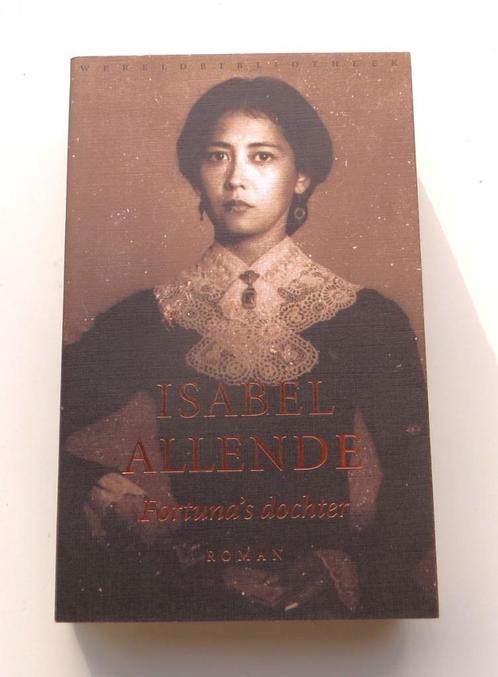 WERELDBIBLIOTHEEK
ISABEL
ALLENDE
Fortuna's dochter
ROMAN